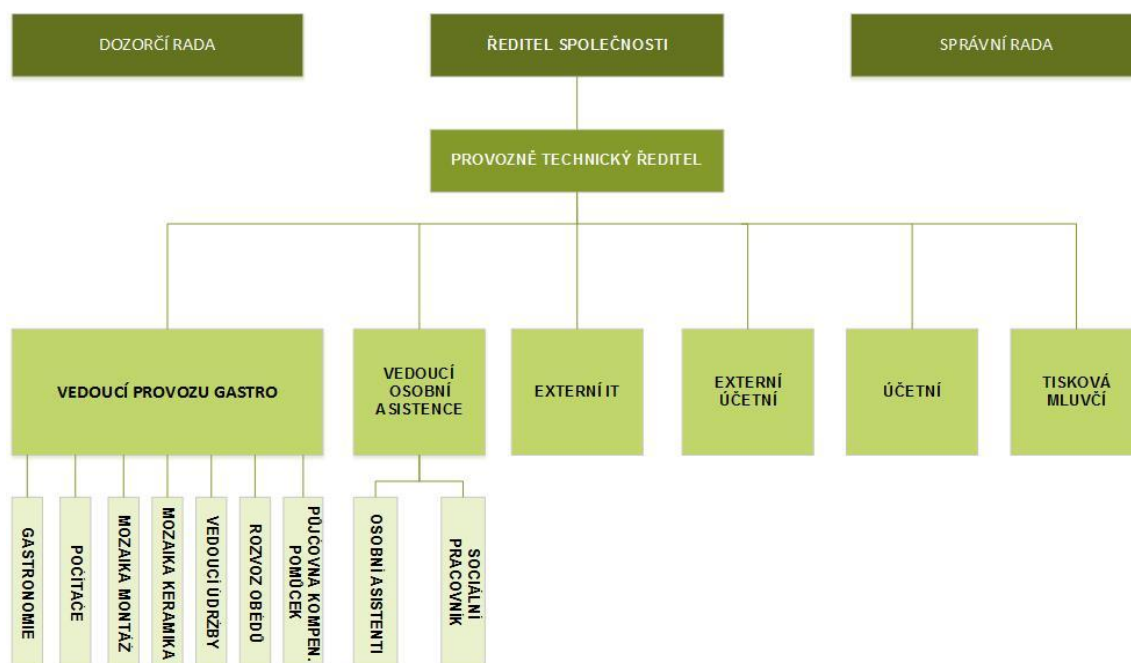 DOZORČÍ RADA
ŘEDITEL SPOLEČNOSTI
SPRÁVNÍ RADA
PROVOZNĚ TECHNICKÝ ŘEDITEL
VEDOUCÍ PROVOZU GASTRO
VEDOUCÍ
OSOBNÍ
ASISTENCE
EXTERNÍ IT
EXTERNÍ
ÚČETNÍ
ÚČETNÍ
TISKOVÁ
MLUVČÍ
GASTRONOMIE
POČÍTAČE
MOZAIKA MONTÁŽ
MOZAIKA KERAMIKA
VEDOUCÍ ÚDRŽBY
ROZVOZ OBĚDŮ
PŮJČOVNA KOMPEN.
POMŮCEK
OSOBNÍ ASISTENTI
SOCIÁLNÍ
PRACOVNÍK